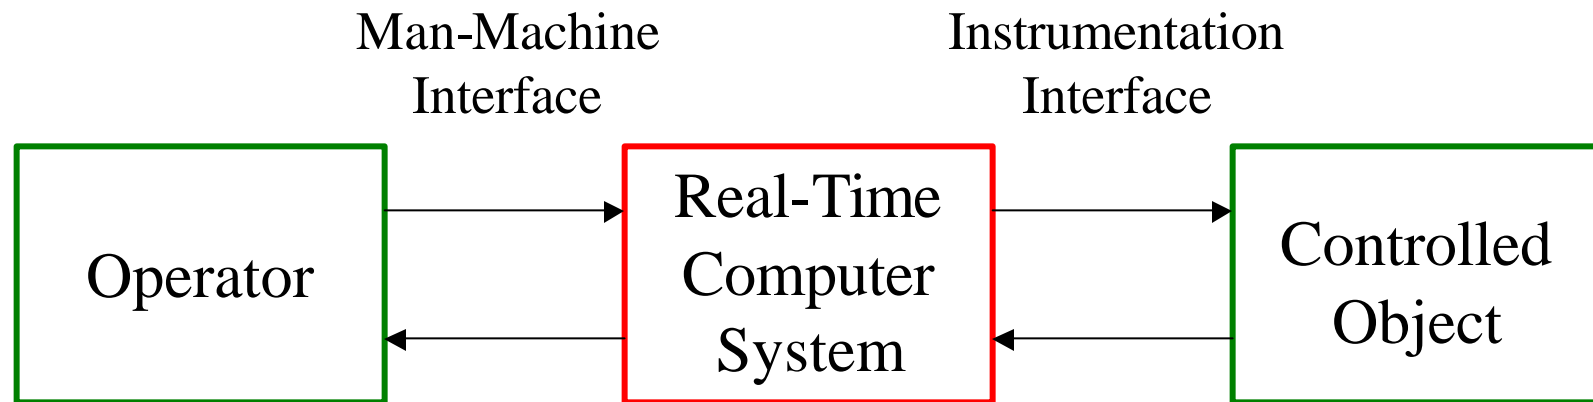 Man-Machine
Interface
Instrumentation
Interface
Operator
Real-Time
Computer
System
Controlled
Object